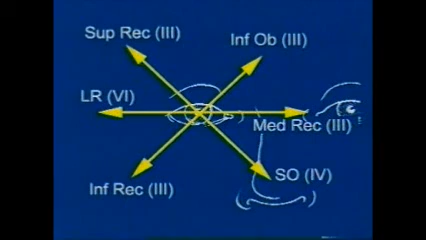 Sup Rec (III)
Inf Ob (III)
LR (VI)
Med Rec (III)
Inf Rec (III)
SO (IV)